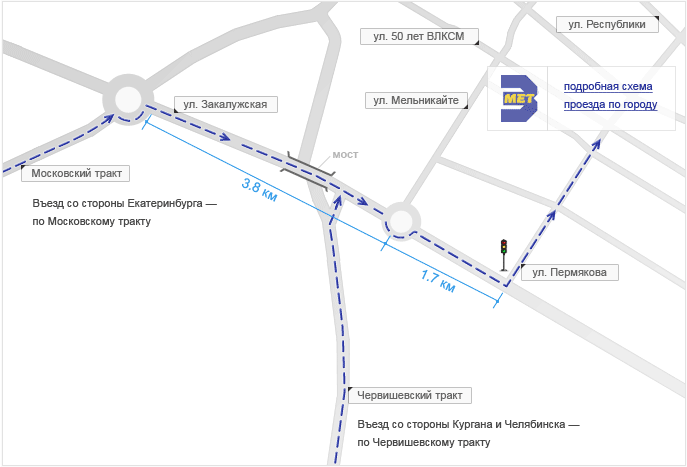 ул. Республики
ул. 50 лет ВЛКСМ
подробная схема
проезда по городу
МЕТ
ул. Мельникайте
ул. Закалужская
мост
Московский тракт
3.8 км
Въезд со стороны Екатеринбурга —
по Московскому тракту
ул. Пермякова
1.7 км
Червишевский тракт
Въезд со стороны Кургана и Челябинска —
по Червишевскому тракту